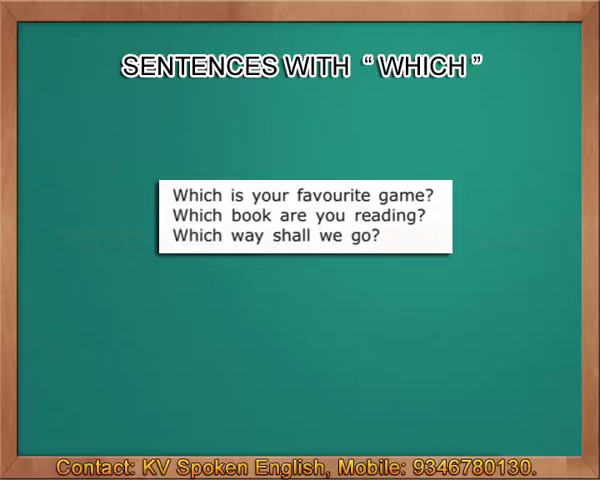 SENTENCES WITH “ WHICH ”
Which is your favourite game?
Which book are you reading?
Which way shall we go?
Contact: KV Spoken English, Mobile: 9346780130.